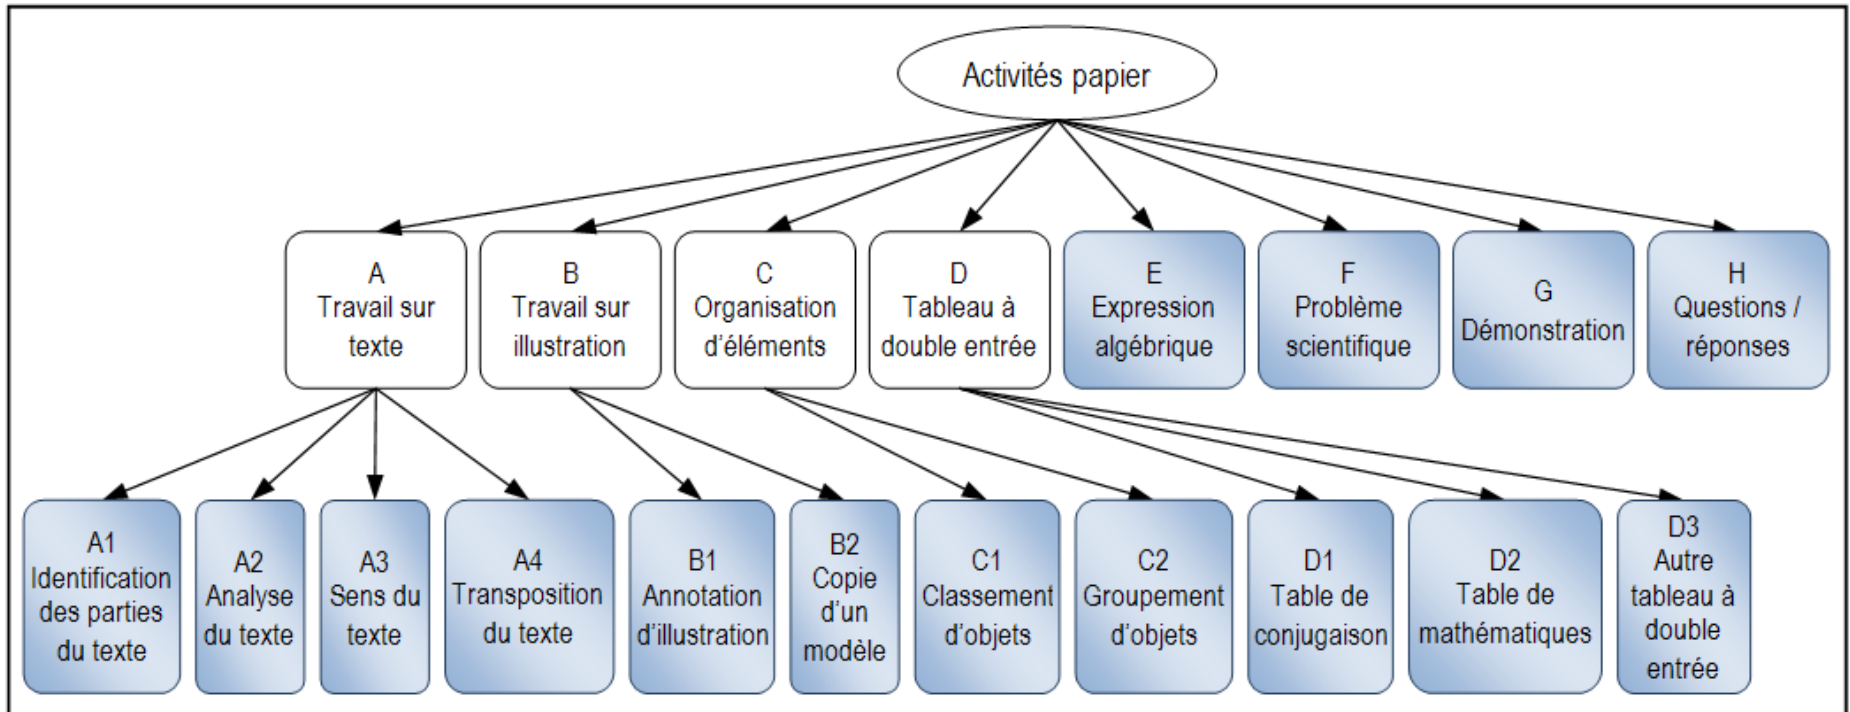 Activités papier
A
Travail sur
texte
B
Travail sur
illustration
C
Organisation
d'éléments
D
Tableau à
double entrée
E
Expression
algébrique
F
Problème
scientifique
G
Démonstration
H
Questions /
réponses
A1
Identification
des parties
du texte
A2
Analyse
du texte
A3
Sens du
texte
A4
Transposition
du texte
B1
Annotation
d'illustration
B2
Copie
d'un
modèle
C1
Classement
d'objets
C2
Groupement
d'objets
D1
Table de
conjugaison
D2
Table de
mathématiques
D3
Autre
tableau à
double
entrée